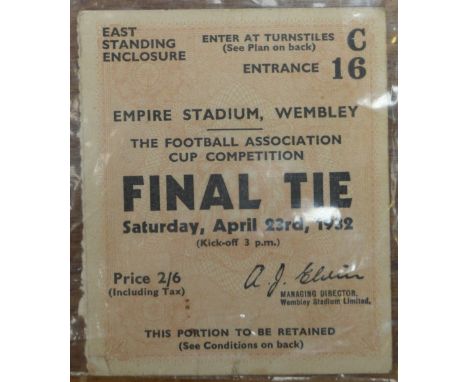 EAST
STANDING
ENCLOSURE
ENTER AT TURNSTILES
(See Plan on back)
C
ENTRANCE 16
EMPIRE STADIUM, WEMBLEY
THE FOOTBALL ASSOCIATION
CUP COMPETITION
FINAL TIE
Saturday, April 23rd, 1932
(Kick-off 3 p.m.)
Price 2/6
(Including Tax)
A. J. Elvin
MANAGING DIRECTOR,
Wembley Stadium Limited.
THIS PORTION TO BE RETAINED
(See Conditions on back)